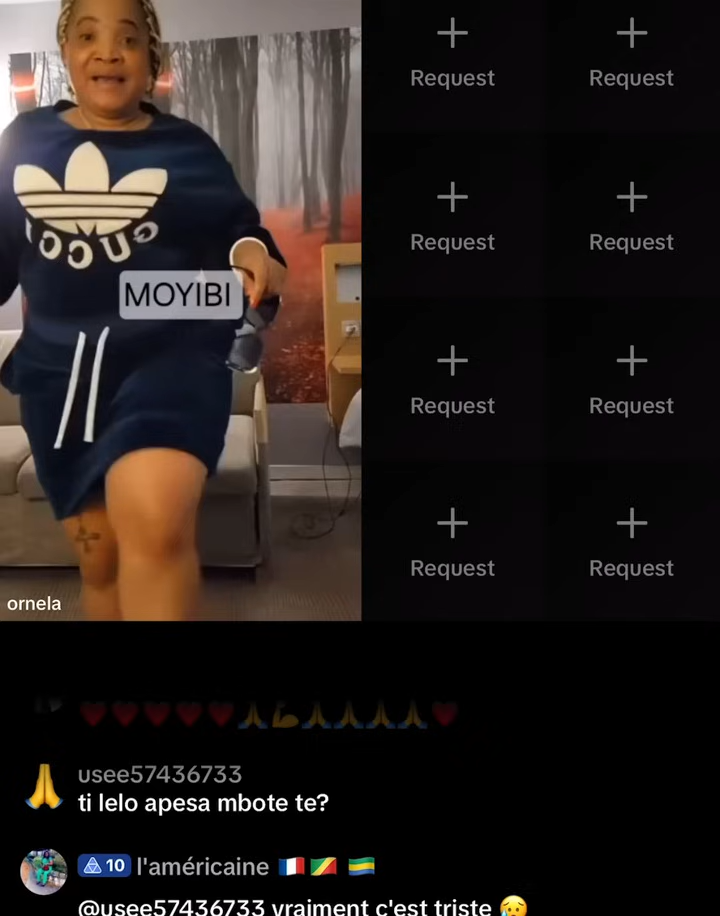 Request Request
GUCCI
Request Request
MOYIBI
Request Request
Request Request
ornela
usee57436733
ti lelo apesa mbote te?
10 l'américaine
@usee57436733 vraiment c'est triste